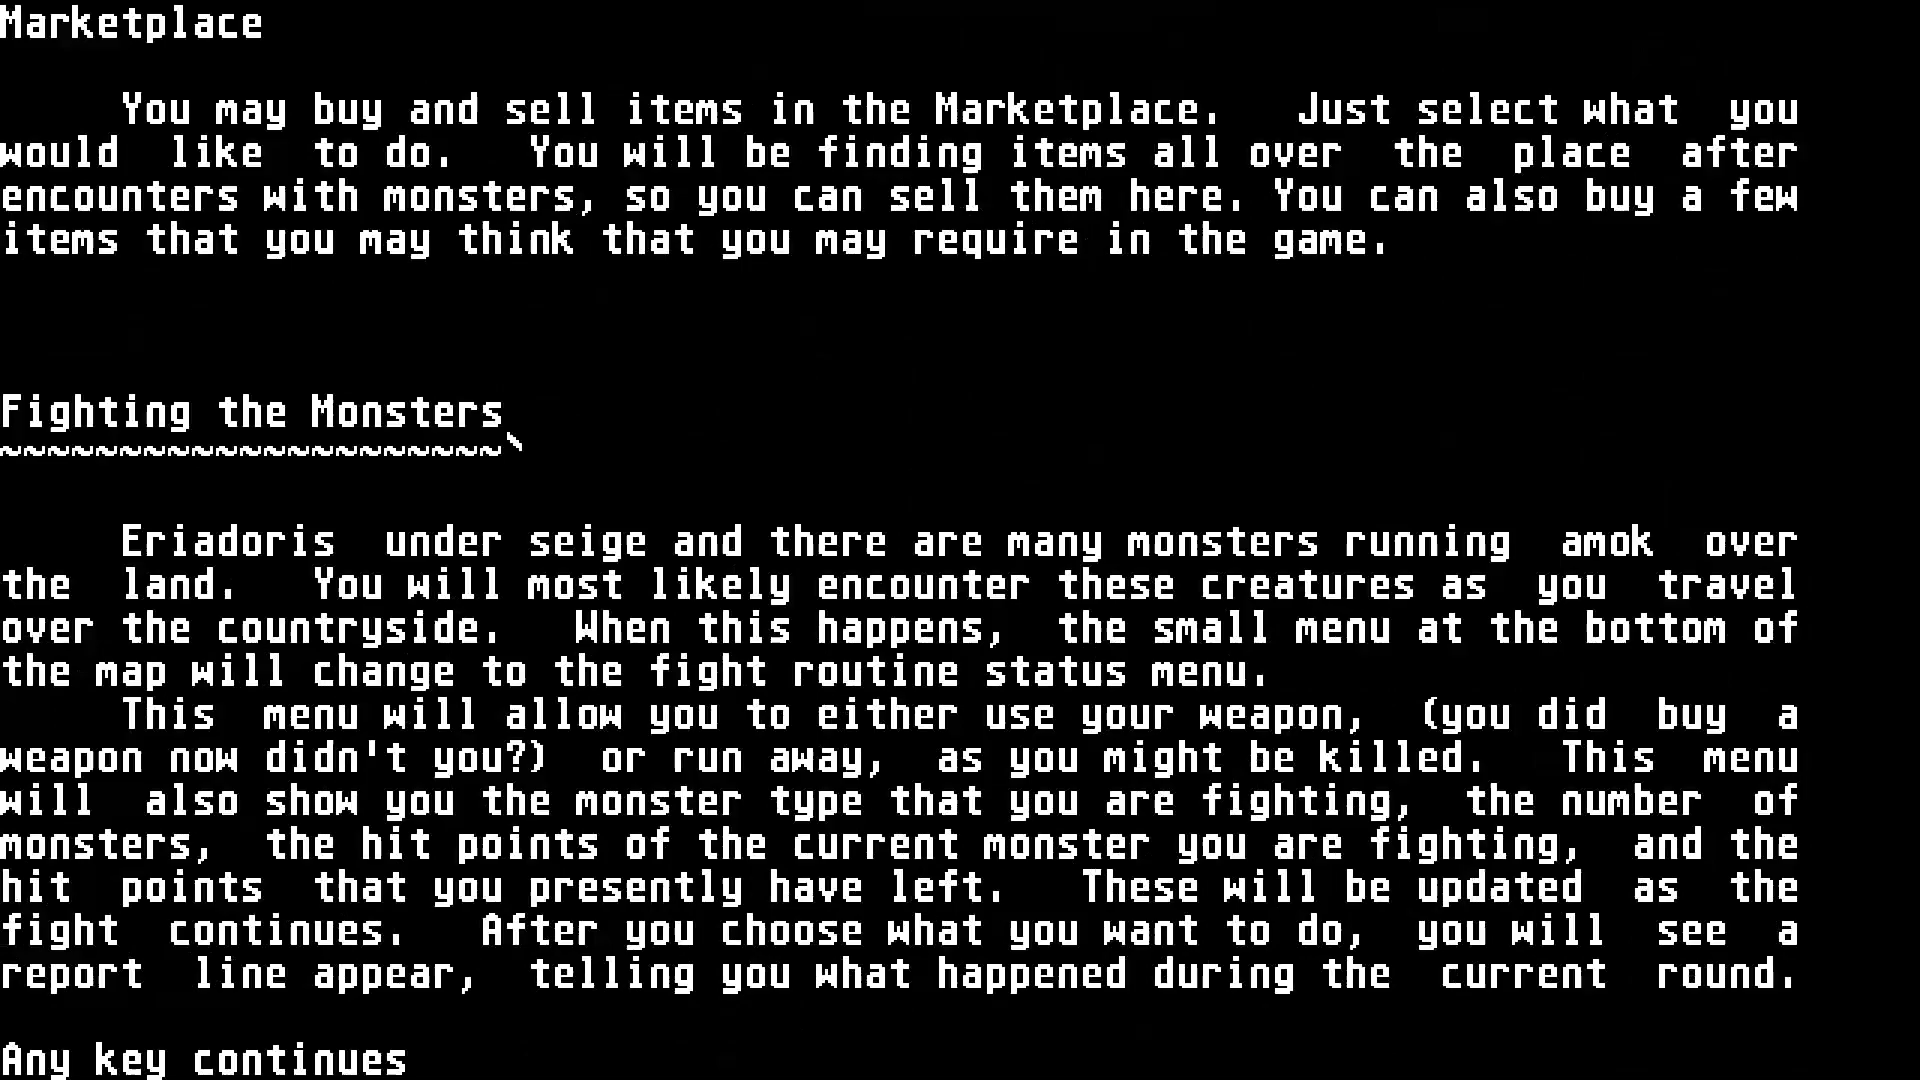 Marketplace
You may buy and sell items in the Marketplace.   Just select what  you
would  like  to  do.   You will be finding items all over  the  place  after
encounters with monsters, so you can sell them here. You can also buy a few
items that you may think that you may require in the game.
Fighting the Monsters
~~~~~~~~~~~~~~~~~~~~~`
Eriadoris  under seige and there are many monsters running  amok  over
the  land.   You will most likely encounter these creatures as  you  travel
over the countryside.   When this happens,  the small menu at the bottom of
the map will change to the fight routine status menu.
This  menu will allow you to either use your weapon,  (you did  buy  a
weapon now didn't you?)  or run away,  as you might be killed.   This  menu
will  also show you the monster type that you are fighting,  the number  of
monsters,  the hit points of the current monster you are fighting,  and the
hit  points  that you presently have left.   These will be updated  as  the
fight  continues.   After you choose what you want to do,  you will  see  a
report  line appear,  telling you what happened during the  current  round.
Any key continues